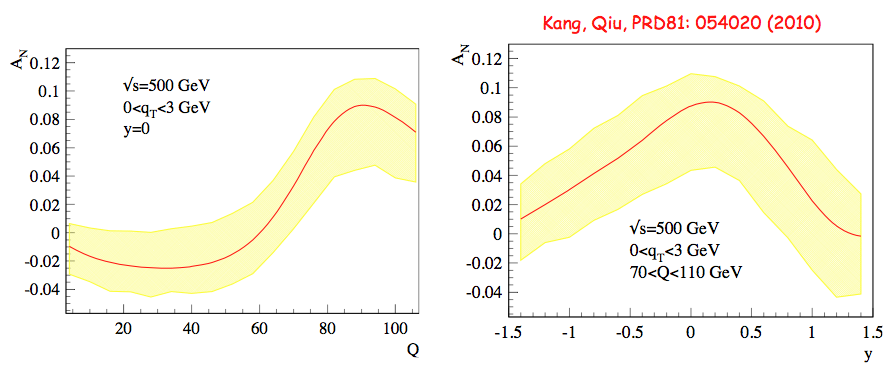 Kang, Qiu, PRD81: 054020 (2010)
A_N
0.12
0.1
0.08
0.06
0.04
0.02
0
-0.02
-0.04
√s=500 GeV
0<q_T<3 GeV
y=0
20 40 60 80 100
Q
A_N
0.12
0.1
0.08
0.06
0.04
0.02
0
-0.02
-0.04
√s=500 GeV
0<q_T<3 GeV
70<Q<110 GeV
-1.5 -1 -0.5 0 0.5 1 1.5
y